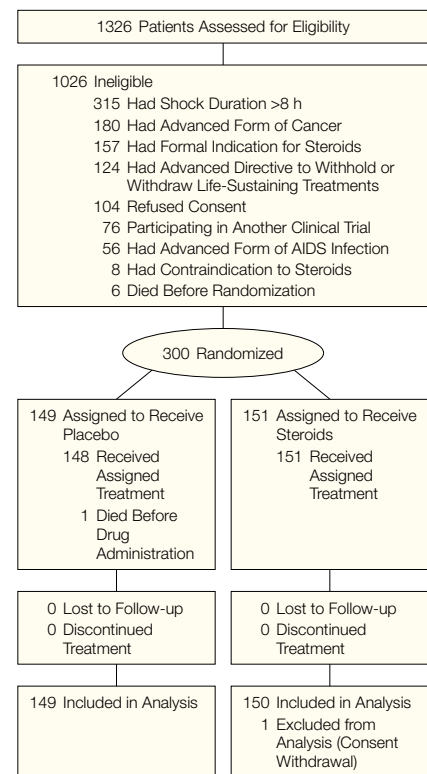 1326 Patients Assessed for Eligibility
1026 Ineligible
315 Had Shock Duration >8 h
180 Had Advanced Form of Cancer
157 Had Formal Indication for Steroids
124 Had Advanced Directive to Withhold or
Withdraw Life-Sustaining Treatments
104 Refused Consent
76 Participating in Another Clinical Trial
56 Had Advanced Form of AIDS Infection
8 Had Contraindication to Steroids
6 Died Before Randomization
300 Randomized
149 Assigned to Receive
Placebo
148 Received
Assigned
Treatment
1 Died Before
Drug
Administration
151 Assigned to Receive
Steroids
151 Received
Assigned
Treatment
0 Lost to Follow-up
0 Discontinued
Treatment
0 Lost to Follow-up
0 Discontinued
Treatment
149 Included in Analysis
150 Included in Analysis
1 Excluded from
Analysis (Consent
Withdrawal)